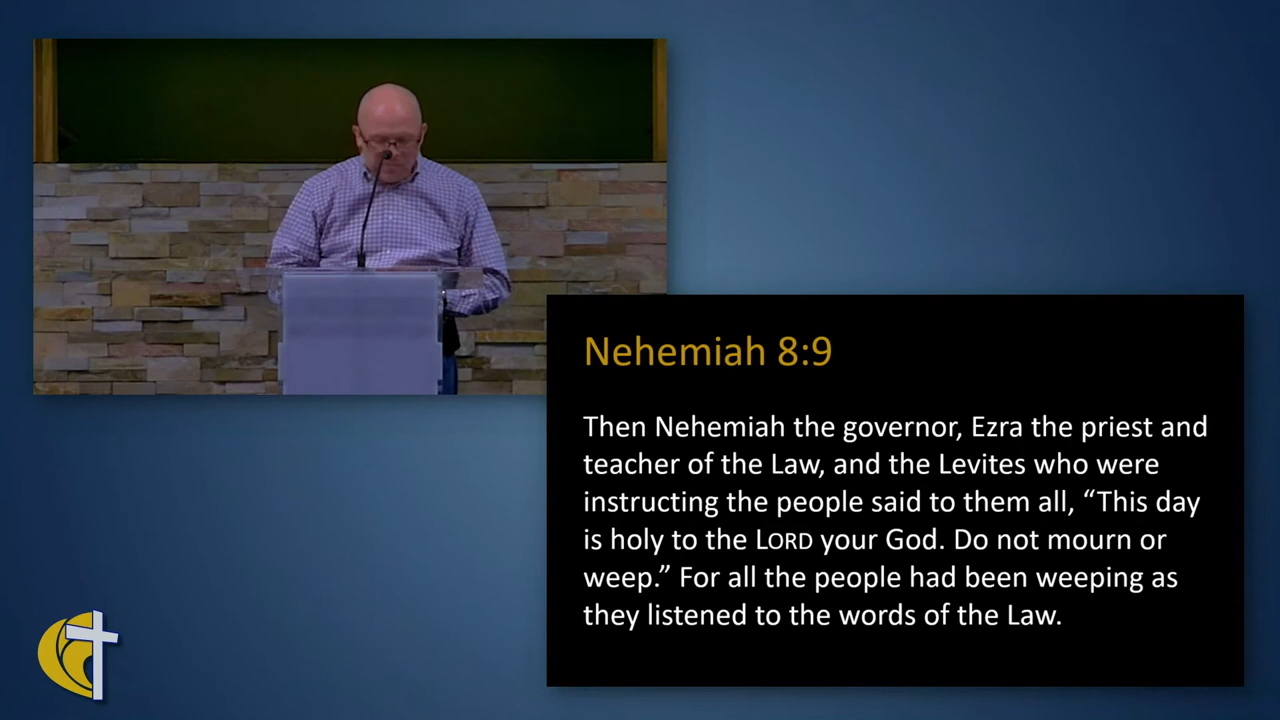 Nehemiah 8:9
Then Nehemiah the governor, Ezra the priest and
teacher of the Law, and the Levites who were
instructing the people said to them all, “This day
is holy to the LORD your God. Do not mourn or
weep.” For all the people had been weeping as
they listened to the words of the Law.